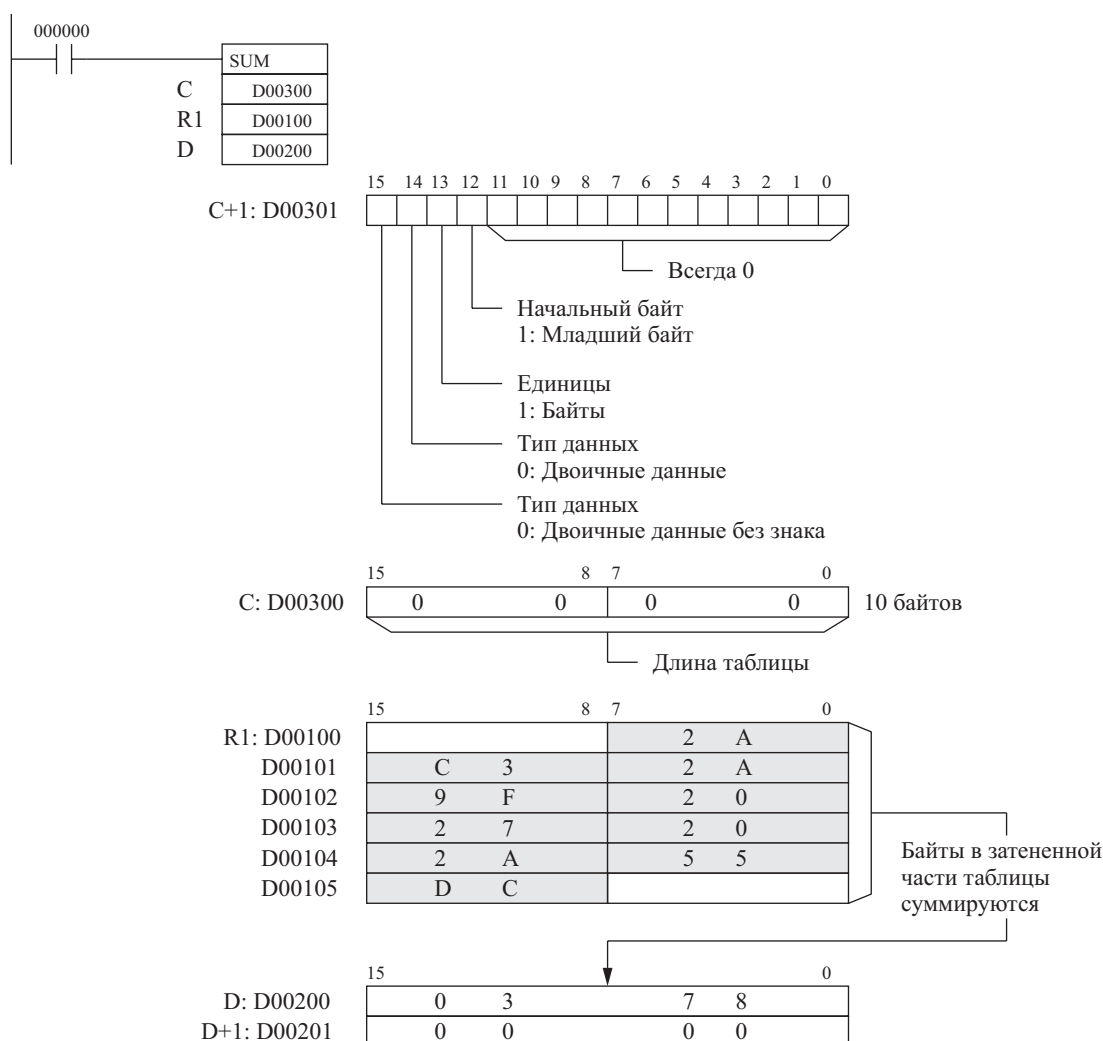 000000
SUM
C D00300
R1 D00100
D D00200
15 14 13 12 11 10 9 8 7 6 5 4 3 2 1 0
C+1: D00301
Всегда 0
Начальный байт
1: Младший байт
Единицы
1: Байты
Тип данных
0: Двоичные данные
Тип данных
0: Двоичные данные без знака
15 8 7 0
C: D00300 0 0 0 0 10 байтов
Длина таблицы
15 8 7 0
R1: D00100 2 A
D00101 C 3 2 A
D00102 9 F 2 0
D00103 2 7 2 0
D00104 2 A 5 5
D00105 D C
Байты в затененной
части таблицы
суммируются
15 0
D: D00200 0 3 7 8
D+1: D00201 0 0 0 0